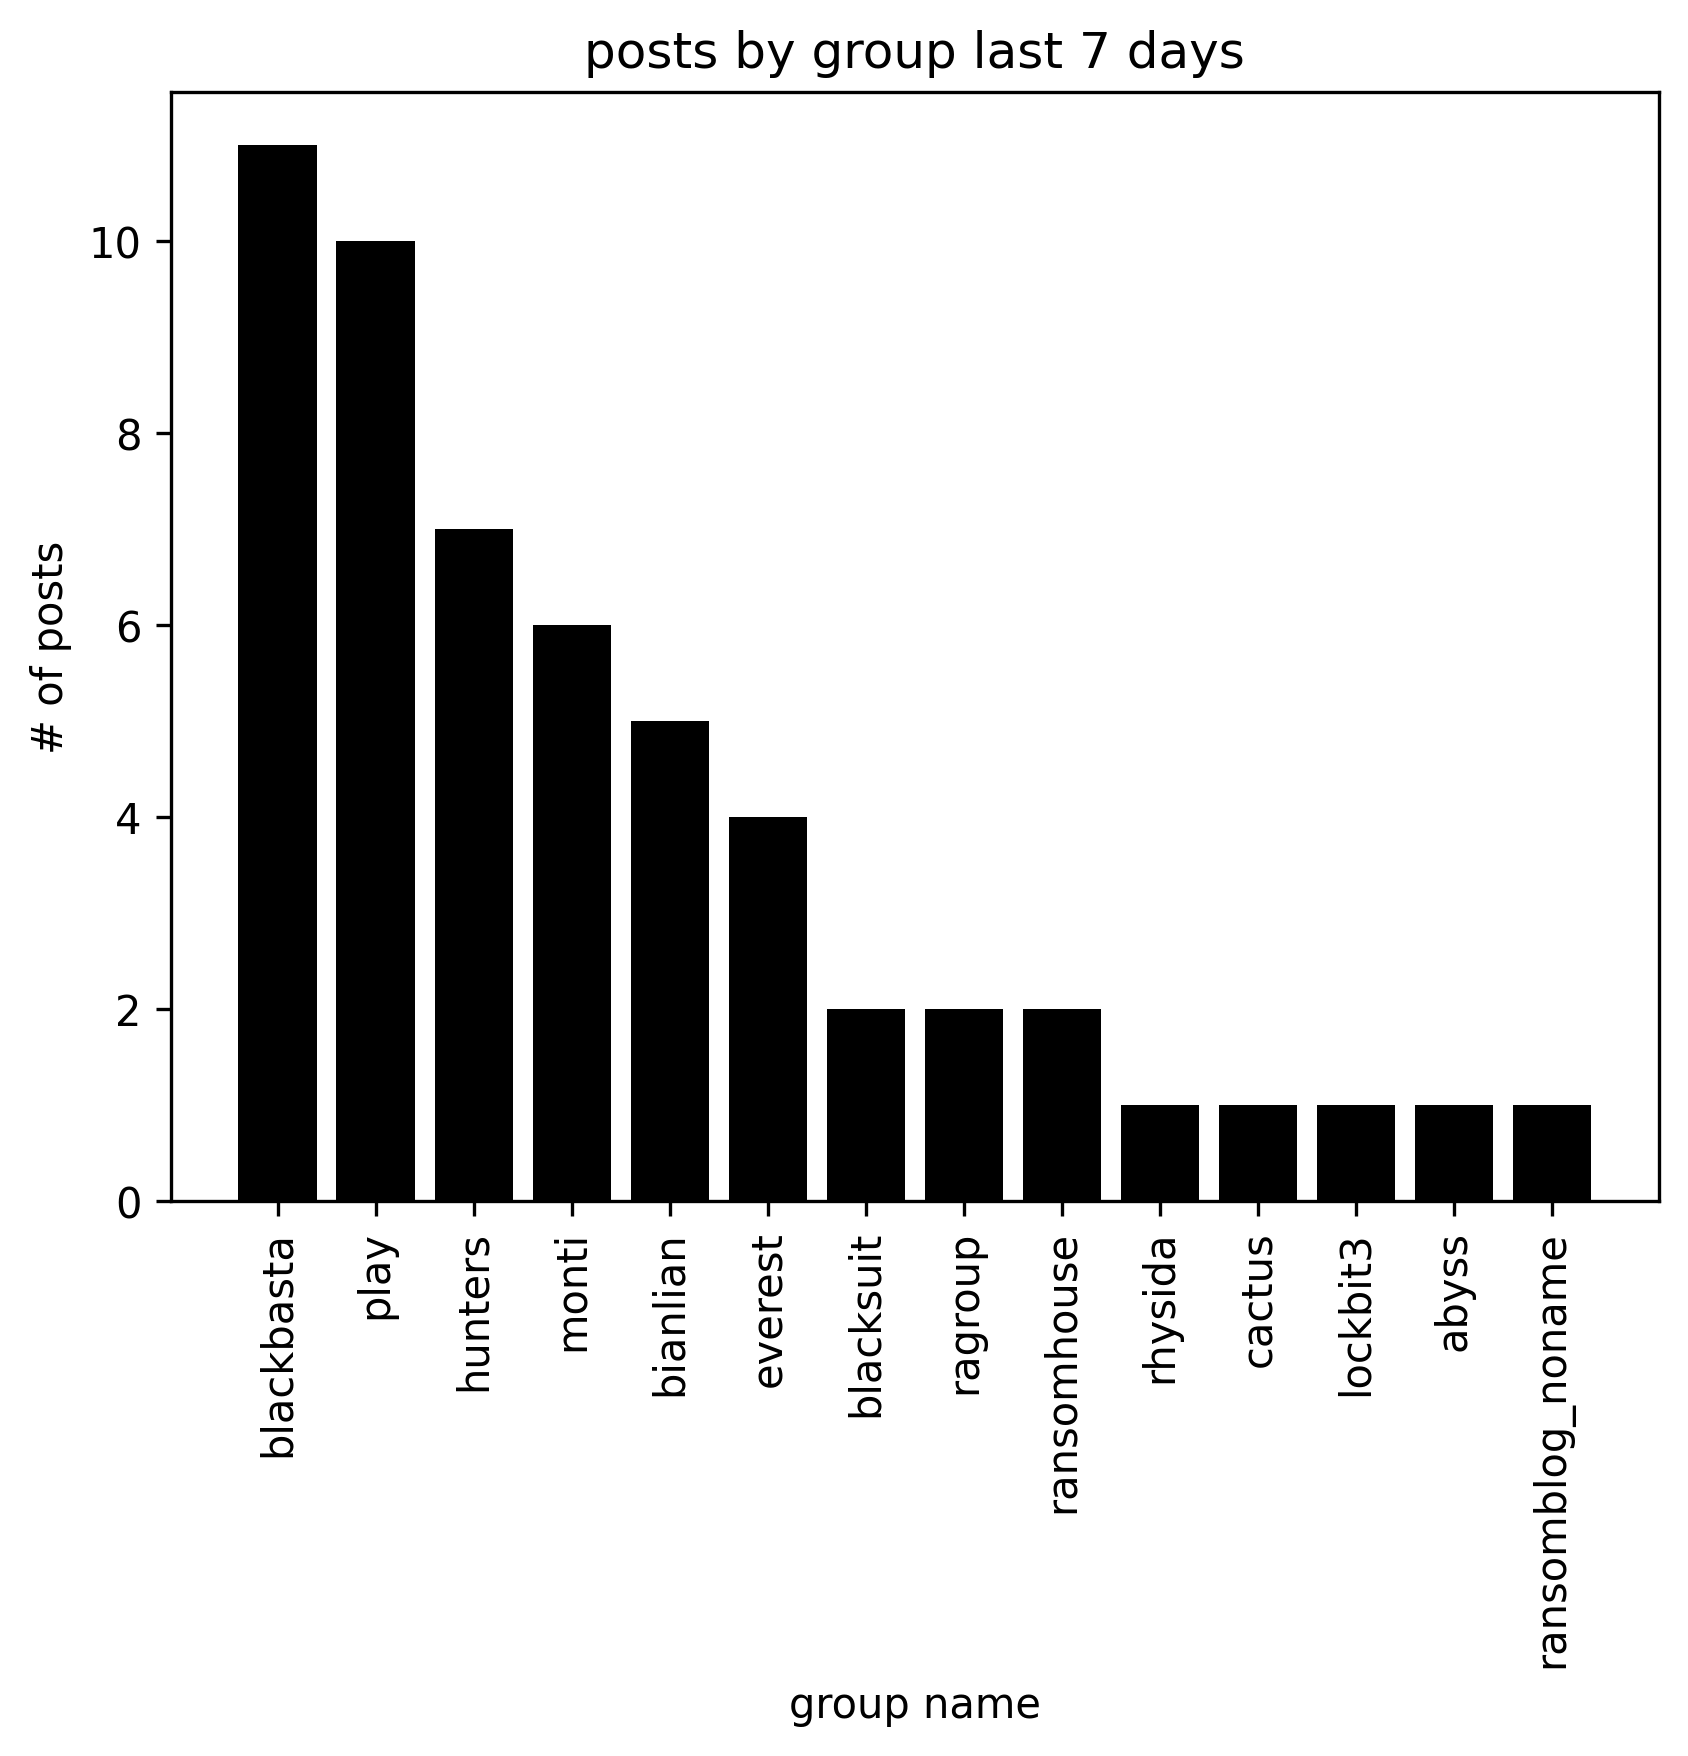 posts by group last 7 days
# of posts
10
8
6
4
2
0
blackbasta
play
hunters
monti
bianlian
everest
blacksuit
ragroup
ransomhouse
rhysida
cactus
lockbit3
abyss
ransomblog_noname
group name